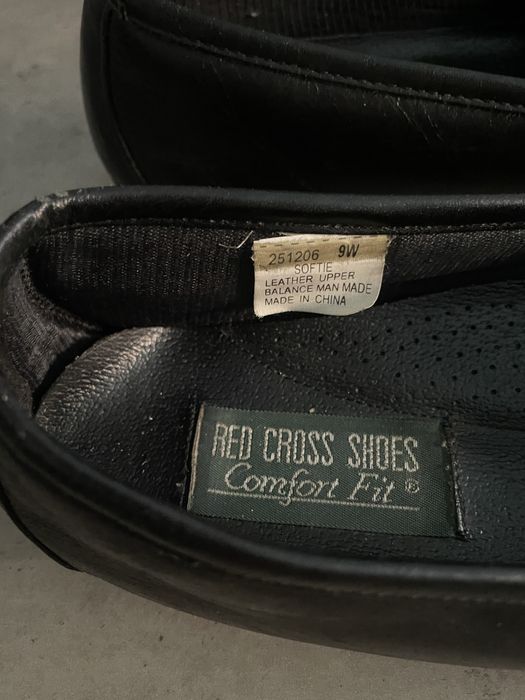 251206 9W
SOFTIE
LEATHER UPPER
BALANCE MAN MADE
MADE IN CHINA
RED CROSS SHOES
Comfort Fit ®